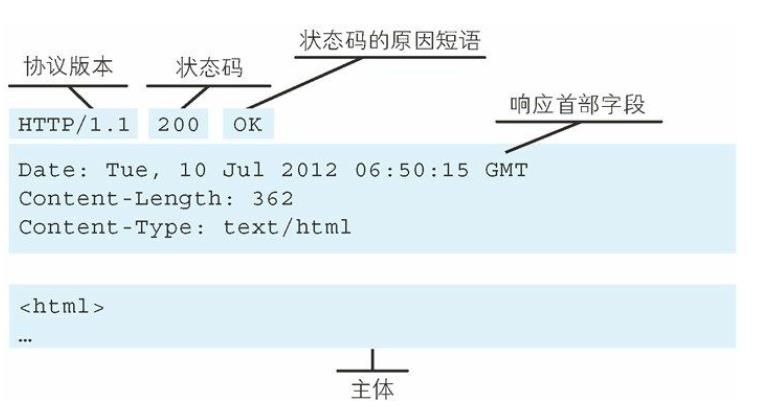 状态码的原因短语
协议版本
状态码
响应首部字段
HTTP/1.1 200 OK
Date: Tue, 10 Jul 2012 06:50:15 GMT
Content-Length: 362
Content-Type: text/html
<html>
…
主体